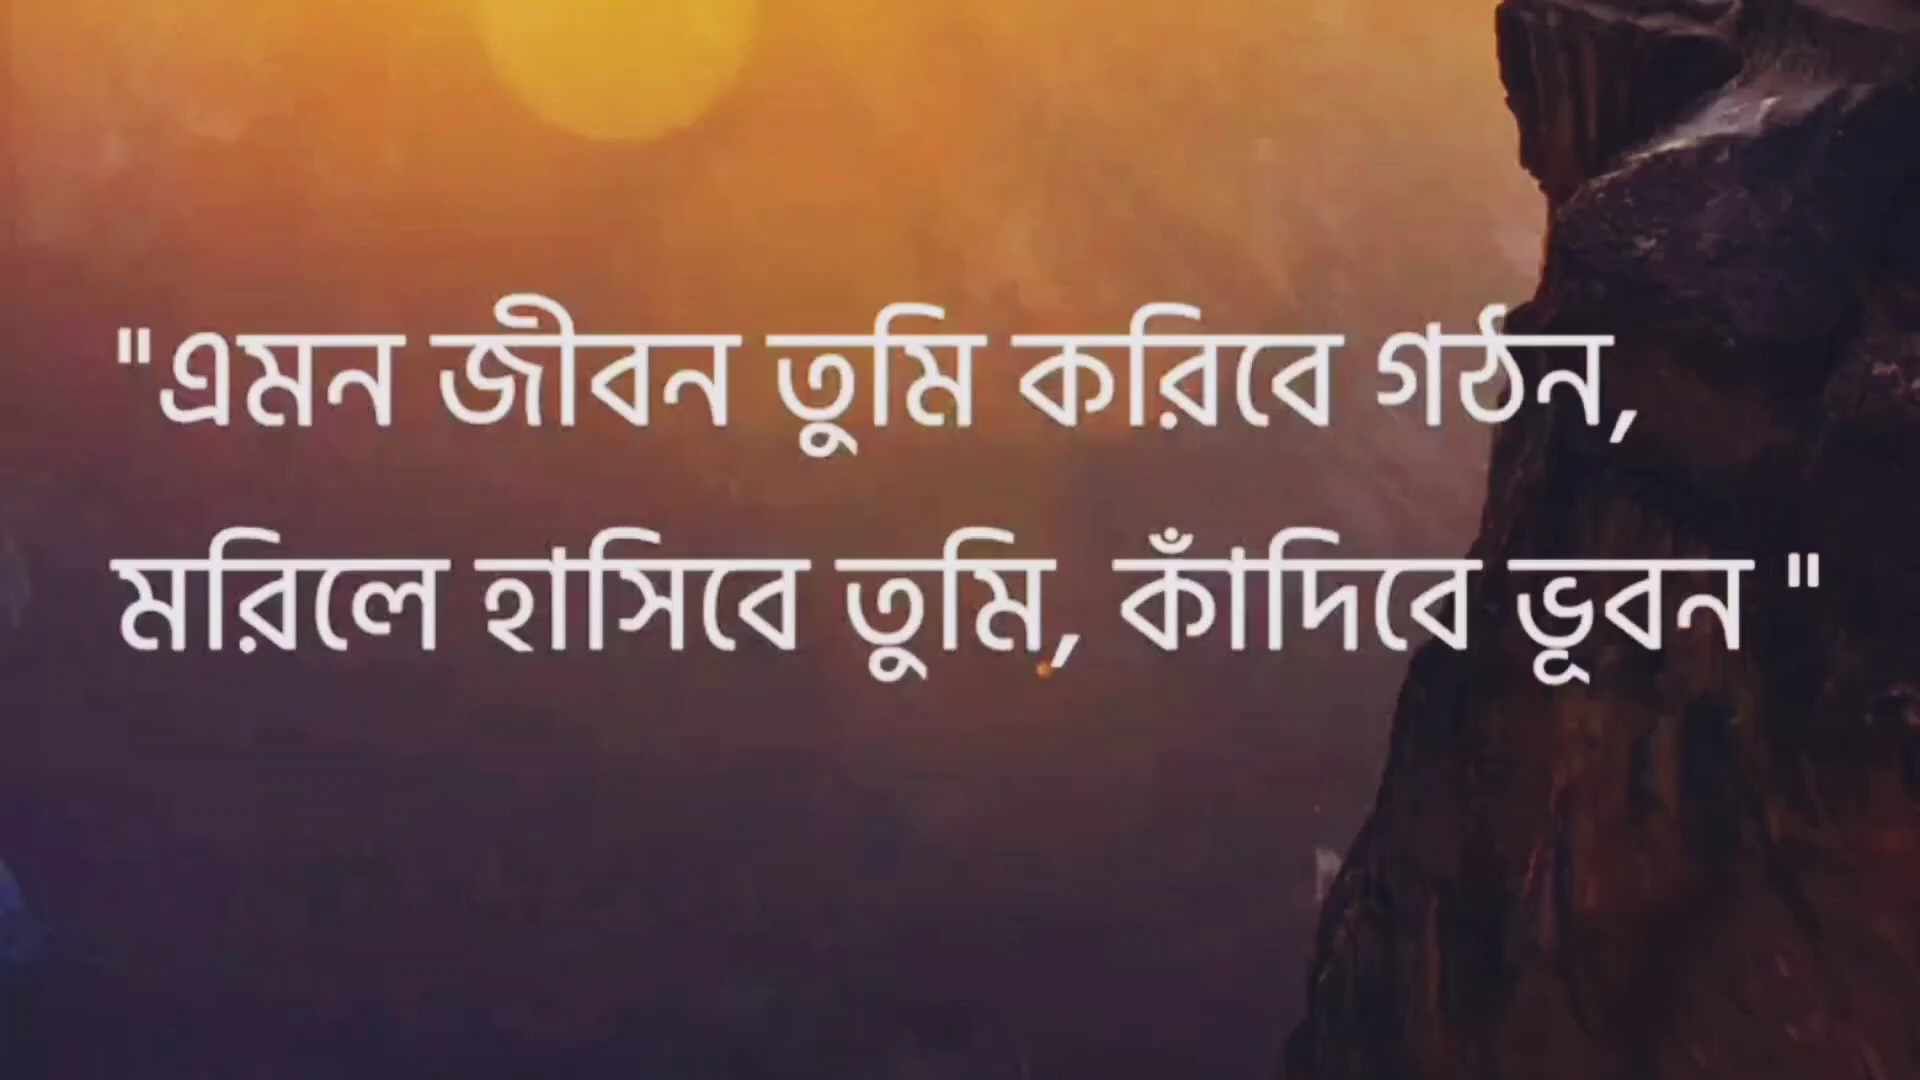 "এমন জীবন তুমি করিবে গঠন,
মরিলে হাসিবে তুমি, কাঁদিবে ভূবন "